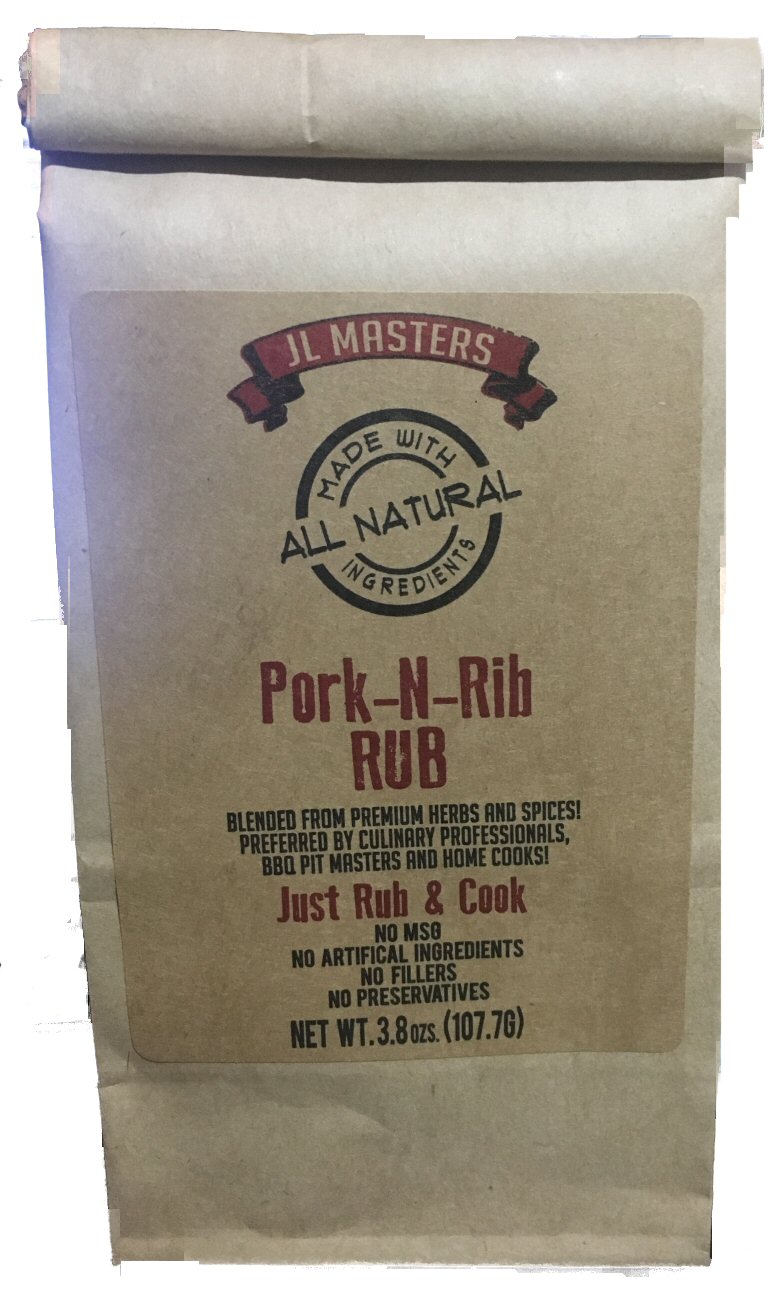 JL MASTERS
MADE WITH
ALL NATURAL
INGREDIENTS
Pork-N-Rib
RUB
BLENDED FROM PREMIUM HERBS AND SPICES!
PREFERRED BY CULINARY PROFESSIONALS,
BBQ PIT MASTERS AND HOME COOKS!
Just Rub & Cook
NO MSG
NO ARTIFICAL INGREDIENTS
NO FILLERS
NO PRESERVATIVES
NET WT. 3.8 OZS. (107.7G)